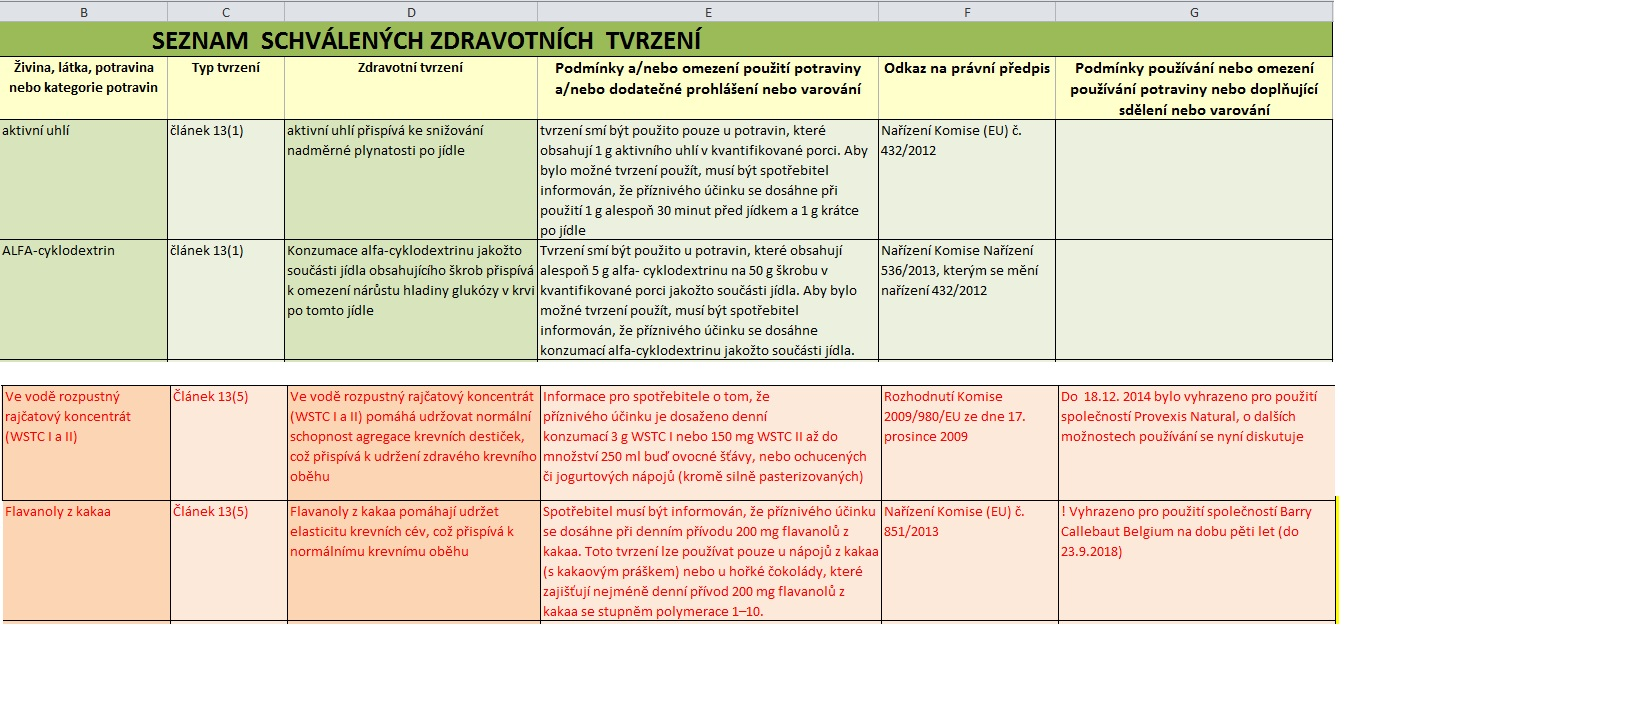 B C D E F G
SEZNAM SCHVÁLENÝCH ZDRAVOTNÍCH TVRZENÍ
Živina, látka, potravina
nebo kategorie potravin
Typ tvrzení
Zdravotní tvrzení
Podmínky a/nebo omezení použití potraviny
a/nebo dodatečné prohlášení nebo varování
Odkaz na právní předpis
Podmínky používání nebo omezení
používání potraviny nebo doplňující
sdělení nebo varování
aktivní uhlí
článek 13(1)
aktivní uhlí přispívá ke snižování
nadměrné plynatosti po jídle
tvrzení smí být použito pouze u potravin, které
obsahují 1 g aktivního uhlí v kvantifikované porci. Aby
bylo možné tvrzení použít, musí být spotřebitel
informován, že příznivého účinku se dosáhne při
použití 1 g alespoň 30 minut před jídkem a 1 g krátce
po jídle
Nařízení Komise (EU) č.
432/2012
ALFA-cyklodextrin
článek 13(1)
Konzumace alfa-cyklodextrinu jakožto
součásti jídla obsahujícího škrob přispívá
k omezení nárůstu hladiny glukózy v krvi
po tomto jídle
Tvrzení smí být použito u potravin, které obsahují
alespoň 5 g alfa- cyklodextrinu na 50 g škrobu v
kvantifikované porci jakožto součásti jídla. Aby bylo
možné tvrzení použít, musí být spotřebitel
informován, že příznivého účinku se dosáhne
konzumací alfa-cyklodextrinu jakožto součásti jídla.
Nařízení Komise Nařízení
536/2013, kterým se mění
nařízení 432/2012
Ve vodě rozpustný
rajčatový koncentrát
(WSTC I a II)
Článek 13(5)
Ve vodě rozpustný rajčatový koncentrát
(WSTC I a II) pomáhá udržovat normální
schopnost agregace krevních destiček,
což přispívá k udržení zdravého krevního
oběhu
Informace pro spotřebitele o tom, že
příznivého účinku je dosaženo denní
konzumací 3 g WSTC I nebo 150 mg WSTC II až do
množství 250 ml buď ovocné šťávy, nebo ochucených
či jogurtových nápojů (kromě silně pasterizovaných)
Rozhodnutí Komise
2009/980/EU ze dne 17.
prosince 2009
Do 18.12. 2014 bylo vyhrazeno pro použití
společností Provexis Natural, o dalších
možnostech používání se nyní diskutuje
Flavanoly z kakaa
Článek 13(5)
Flavanoly z kakaa pomáhají udržet
elasticitu krevních cév, což přispívá k
normálnímu krevnímu oběhu
Spotřebitel musí být informován, že příznivého účinku
se dosáhne při denním přívodu 200 mg flavanolů z
kakaa. Toto tvrzení lze používat pouze u nápojů z kakaa
(s kakaovým práškem) nebo u hořké čokolády, které
zajišťují nejméně denní přívod 200 mg flavanolů z
kakaa se stupněm polymerace 1–10.
Nařízení Komise (EU) č.
851/2013
! Vyhrazeno pro použití společností Barry
Callebaut Belgium na dobu pěti let (do
23.9.2018)